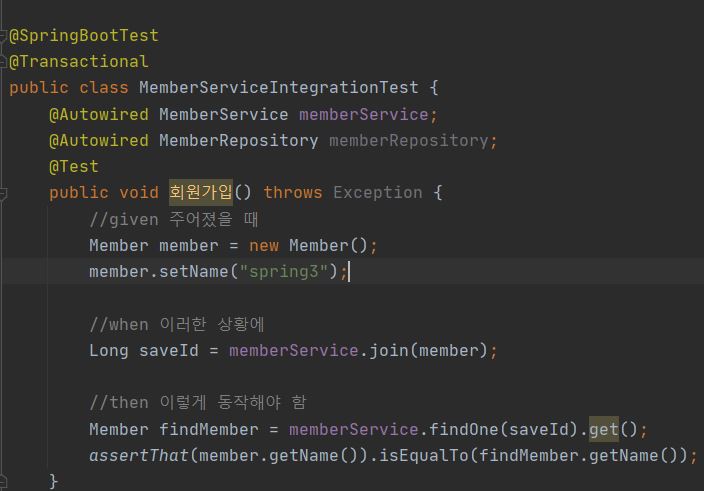 @SpringBootTest
@Transactional
public class MemberServiceIntegrationTest {
    @Autowired MemberService memberService;
    @Autowired MemberRepository memberRepository;
    @Test
    public void 회원가입() throws Exception {
        //given 주어졌을 때
        Member member = new Member();
        member.setName("spring3");
        //when 이러한 상황에
        Long saveId = memberService.join(member);
        //then 이렇게 동작해야 함
        Member findMember = memberService.findOne(saveId).get();
        assertThat(member.getName()).isEqualTo(findMember.getName());
    }